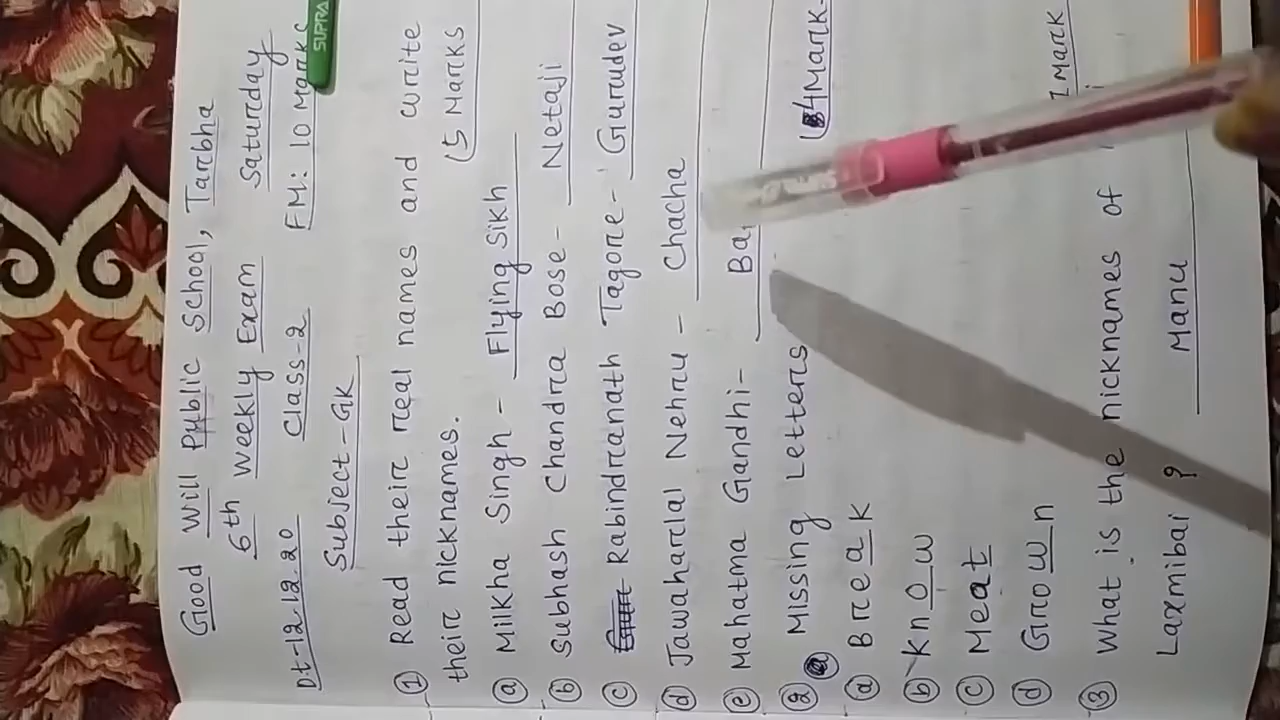 Good Will Public School, Tarbha
6th Weekly Exam Saturday
Dt-12.12.20 Class-2 FM: 10 Marks
Subject-GK
① Read their real names and write
their nicknames. (5 Marks
ⓐ Milkha Singh - Flying Sikh
ⓑ Subhash Chandra Bose - Netaji
ⓒ Rabindranath Tagore - Gurudev
ⓓ Jawaharlal Nehru - Chacha
ⓔ Mahatma Gandhi -
② Missing Letters (4Mark
ⓐ Break
ⓑ Know
ⓒ Meat
ⓓ Grown
③ What is the nicknames of 1 Mark
Laxmibai ? Manu
SUPRA